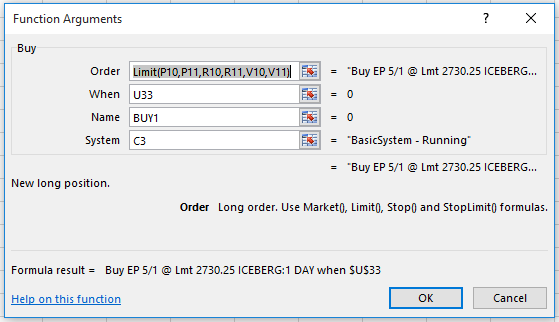 Function Arguments
Buy
Order Limit(P10,P11,R10,R11,V10,V11) = "Buy EP 5/1 @ Lmt 2730.25 ICEBERG...
When U33 = 0
Name BUY1 = 0
System C3 = "BasicSystem - Running"
= "Buy EP 5/1 @ Lmt 2730.25 ICEBERG...
New long position.
Order Long order. Use Market(), Limit(), Stop() and StopLimit() formulas.
Formula result = Buy EP 5/1 @ Lmt 2730.25 ICEBERG:1 DAY when $U$33
Help on this function OK Cancel